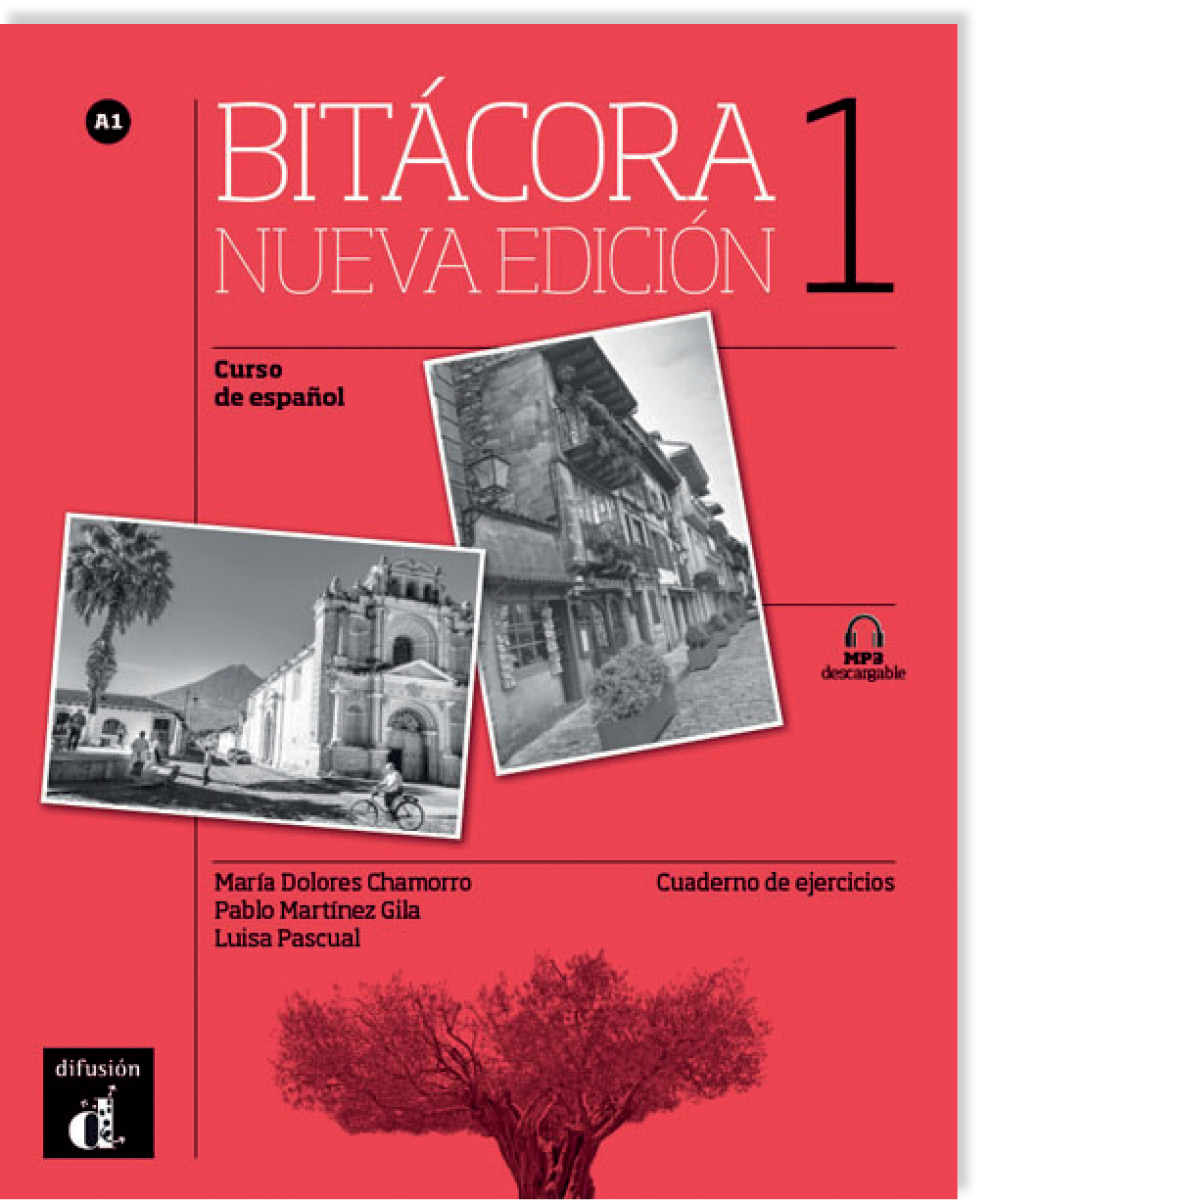 A1
BITÁCORA 1
NUEVA EDICIÓN
Curso
de español
MP3
descargable
María Dolores Chamorro
Pablo Martínez Gila
Luisa Pascual
Cuaderno de ejercicios
difusión
d